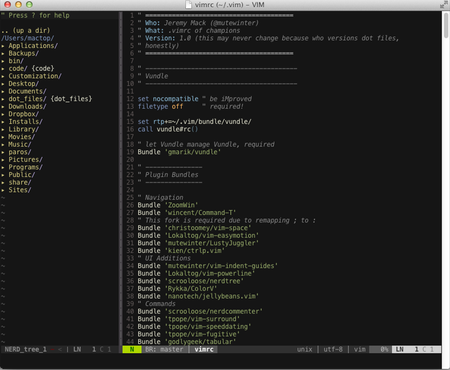 vimrc (~/.vim) – VIM
" Press ? for help
.. (up a dir)
/Users/mactop/
▸ Applications/
▸ Backups/
▸ bin/
▸ code/ {code}
▸ Customization/
▸ Desktop/
▸ Documents/
▸ dot_files/ {dot_files}
▸ Downloads/
▸ Dropbox/
▸ Installs/
▸ Library/
▸ Movies/
▸ Music/
▸ paros/
▸ Pictures/
▸ Programs/
▸ Public/
▸ share/
▸ Sites/
NERD_tree_1 LN 1 C 1
1 " ========================================
2 " Who: Jeremy Mack (@mutewinter)
3 " What: .vimrc of champions
4 " Version: 1.0 (this may never change because who versions dot files,
5 " honestly)
6 " ========================================
7
8 " ----------------------------------------
9 " Vundle
10 " ----------------------------------------
11
12 set nocompatible " be iMproved
13 filetype off " required!
14
15 set rtp+=~/.vim/bundle/vundle/
16 call vundle#rc()
17
18 " let Vundle manage Vundle, required
19 Bundle 'gmarik/vundle'
20
21 " ---------------
22 " Plugin Bundles
23 " ---------------
24
25 " Navigation
26 Bundle 'ZoomWin'
27 Bundle 'wincent/Command-T'
28 " This fork is required due to remapping ; to :
29 Bundle 'christoomey/vim-space'
30 Bundle 'Lokaltog/vim-easymotion'
31 Bundle 'mutewinter/LustyJuggler'
32 Bundle 'kien/ctrlp.vim'
33 " UI Additions
34 Bundle 'mutewinter/vim-indent-guides'
35 Bundle 'Lokaltog/vim-powerline'
36 Bundle 'scrooloose/nerdtree'
37 Bundle 'Rykka/ColorV'
38 Bundle 'nanotech/jellybeans.vim'
39 " Commands
40 Bundle 'scrooloose/nerdcommenter'
41 Bundle 'tpope/vim-surround'
42 Bundle 'tpope/vim-speeddating'
43 Bundle 'tpope/vim-fugitive'
44 Bundle 'godlygeek/tabular'
N BR: master | vimrc unix | utf-8 | vim 0% LN 1 C 1